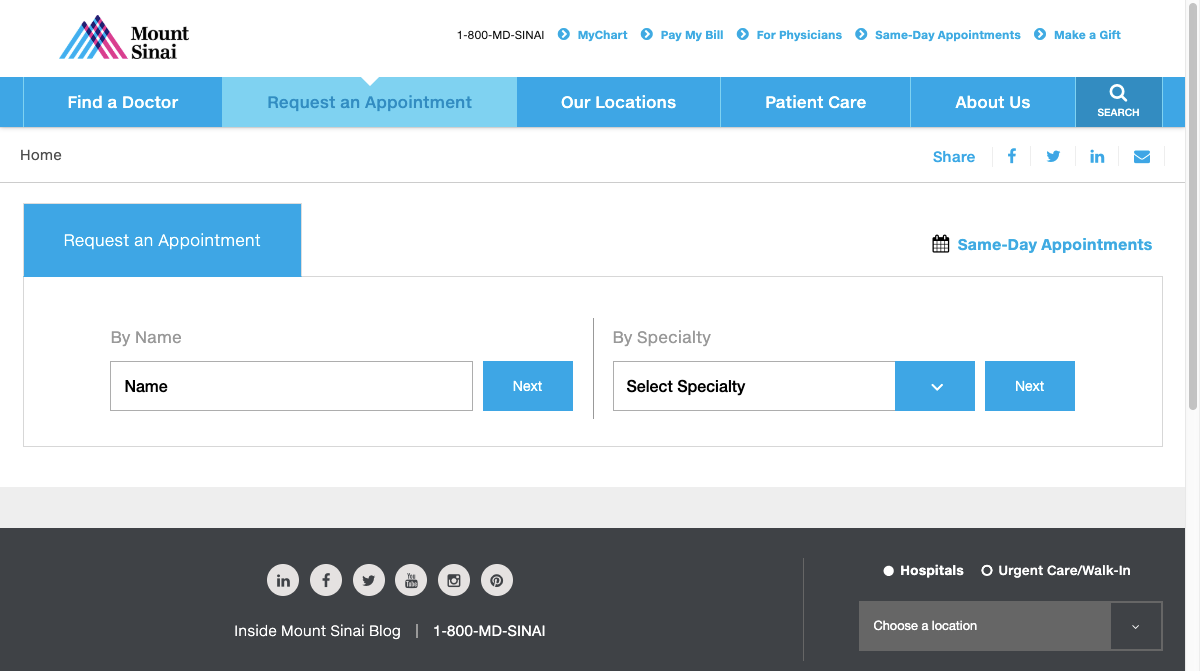 Mount
Sinai
1-800-MD-SINAI MyChart Pay My Bill For Physicians Same-Day Appointments Make a Gift
Find a Doctor Request an Appointment Our Locations Patient Care About Us SEARCH
Home Share
Request an Appointment
Same-Day Appointments
By Name By Specialty
Name Next Select Specialty Next
Hospitals Urgent Care/Walk-In
Inside Mount Sinai Blog | 1-800-MD-SINAI
Choose a location